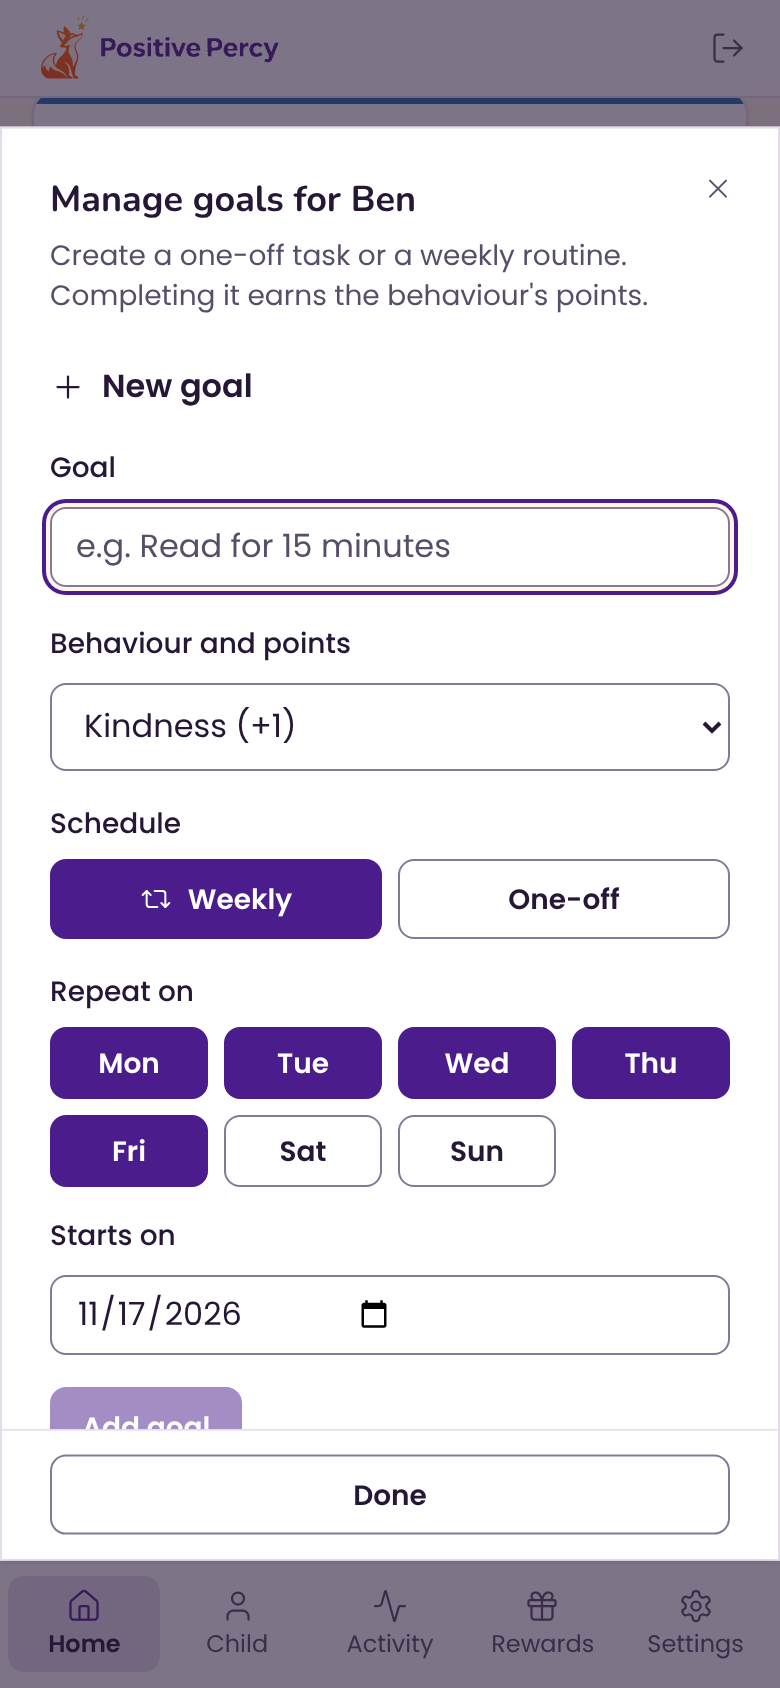 Positive Percy
Manage goals for Ben
Create a one-off task or a weekly routine.
Completing it earns the behaviour's points.
New goal
Goal
e.g. Read for 15 minutes
Behaviour and points
Kindness (+1)
Schedule
Weekly
One-off
Repeat on
Mon
Tue
Wed
Thu
Fri
Sat
Sun
Starts on
11/17/2026
Add goal
Done
Home
Child
Activity
Rewards
Settings